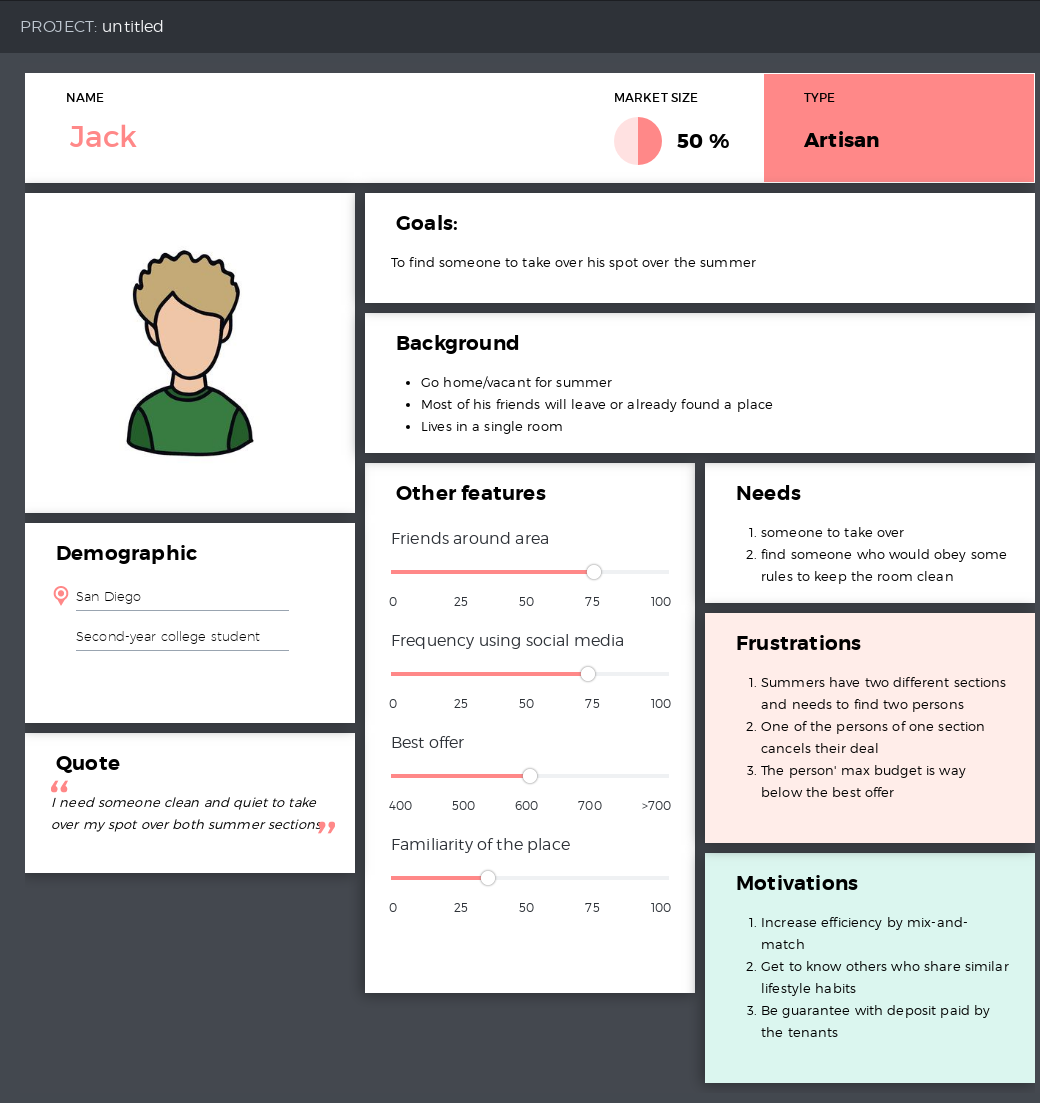 PROJECT: untitled
NAME
Jack
MARKET SIZE
50 %
TYPE
Artisan
Goals:
To find someone to take over his spot over the summer
Background
• Go home/vacant for summer
• Most of his friends will leave or already found a place
• Lives in a single room
Demographic
San Diego
Second-year college student
Quote
“
I need someone clean and quiet to take
over my spot over both summer sections
”
Other features
Friends around area
0 25 50 75 100
Frequency using social media
0 25 50 75 100
Best offer
400 500 600 700 >700
Familiarity of the place
0 25 50 75 100
Needs
1. someone to take over
2. find someone who would obey some
rules to keep the room clean
Frustrations
1. Summers have two different sections
and needs to find two persons
2. One of the persons of one section
cancels their deal
3. The person' max budget is way
below the best offer
Motivations
1. Increase efficiency by mix-and-
match
2. Get to know others who share similar
lifestyle habits
3. Be guarantee with deposit paid by
the tenants